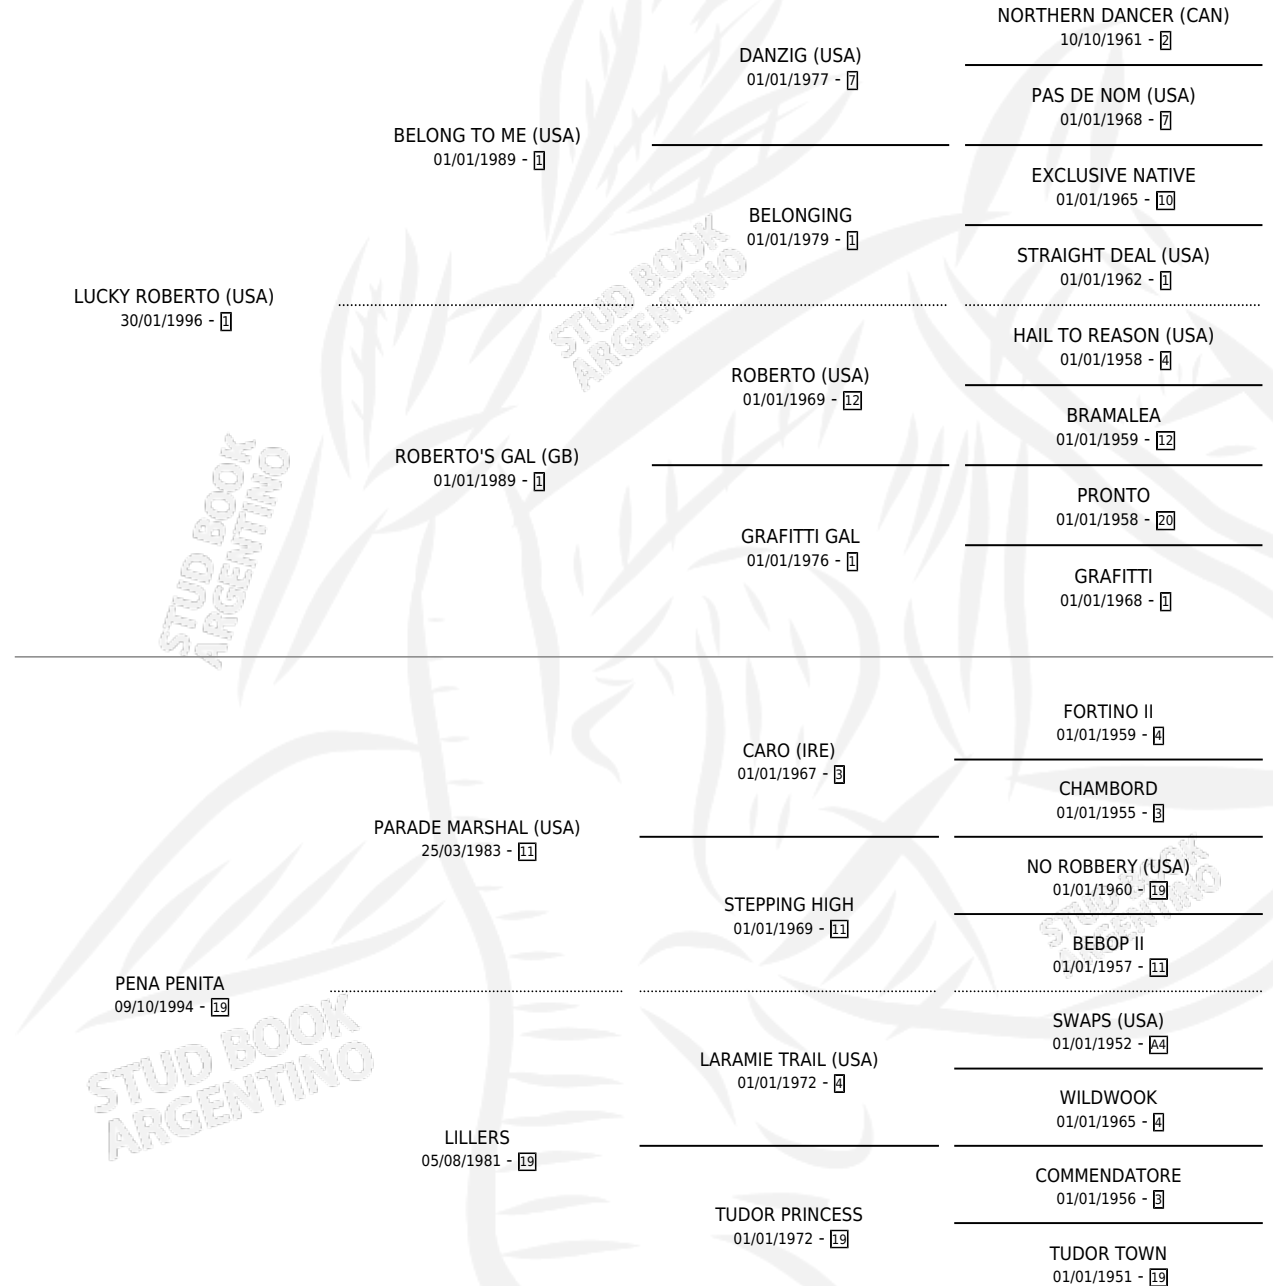 NORTHERN DANCER (CAN)
10/10/1961 - 2
DANZIG (USA)
01/01/1977 - 7
PAS DE NOM (USA)
01/01/1968 - 7
BELONG TO ME (USA)
01/01/1989 - 1
EXCLUSIVE NATIVE
01/01/1965 - 10
BELONGING
01/01/1979 - 1
STRAIGHT DEAL (USA)
01/01/1962 - 1
LUCKY ROBERTO (USA)
30/01/1996 - 1
HAIL TO REASON (USA)
01/01/1958 - 4
ROBERTO (USA)
01/01/1969 - 12
BRAMALEA
01/01/1959 - 12
ROBERTO'S GAL (GB)
01/01/1989 - 1
PRONTO
01/01/1958 - 20
GRAFITTI GAL
01/01/1976 - 1
GRAFITTI
01/01/1968 - 1
FORTINO II
01/01/1959 - 4
CARO (IRE)
01/01/1967 - 3
CHAMBORD
01/01/1955 - 3
PARADE MARSHAL (USA)
25/03/1983 - 11
NO ROBBERY (USA)
01/01/1960 - 19
STEPPING HIGH
01/01/1969 - 11
BEBOP II
01/01/1957 - 11
PENA PENITA
09/10/1994 - 19
SWAPS (USA)
01/01/1952 - A4
LARAMIE TRAIL (USA)
01/01/1972 - 4
WILDWOOK
01/01/1965 - 4
LILLERS
05/08/1981 - 19
COMMENDATORE
01/01/1956 - 3
TUDOR PRINCESS
01/01/1972 - 19
TUDOR TOWN
01/01/1951 - 19
STUD BOOK
ARGENTINO
STUD BOOK
ARGENTINO
STUD BOOK
ARGENTINO
STUD BOOK
ARGENTINO